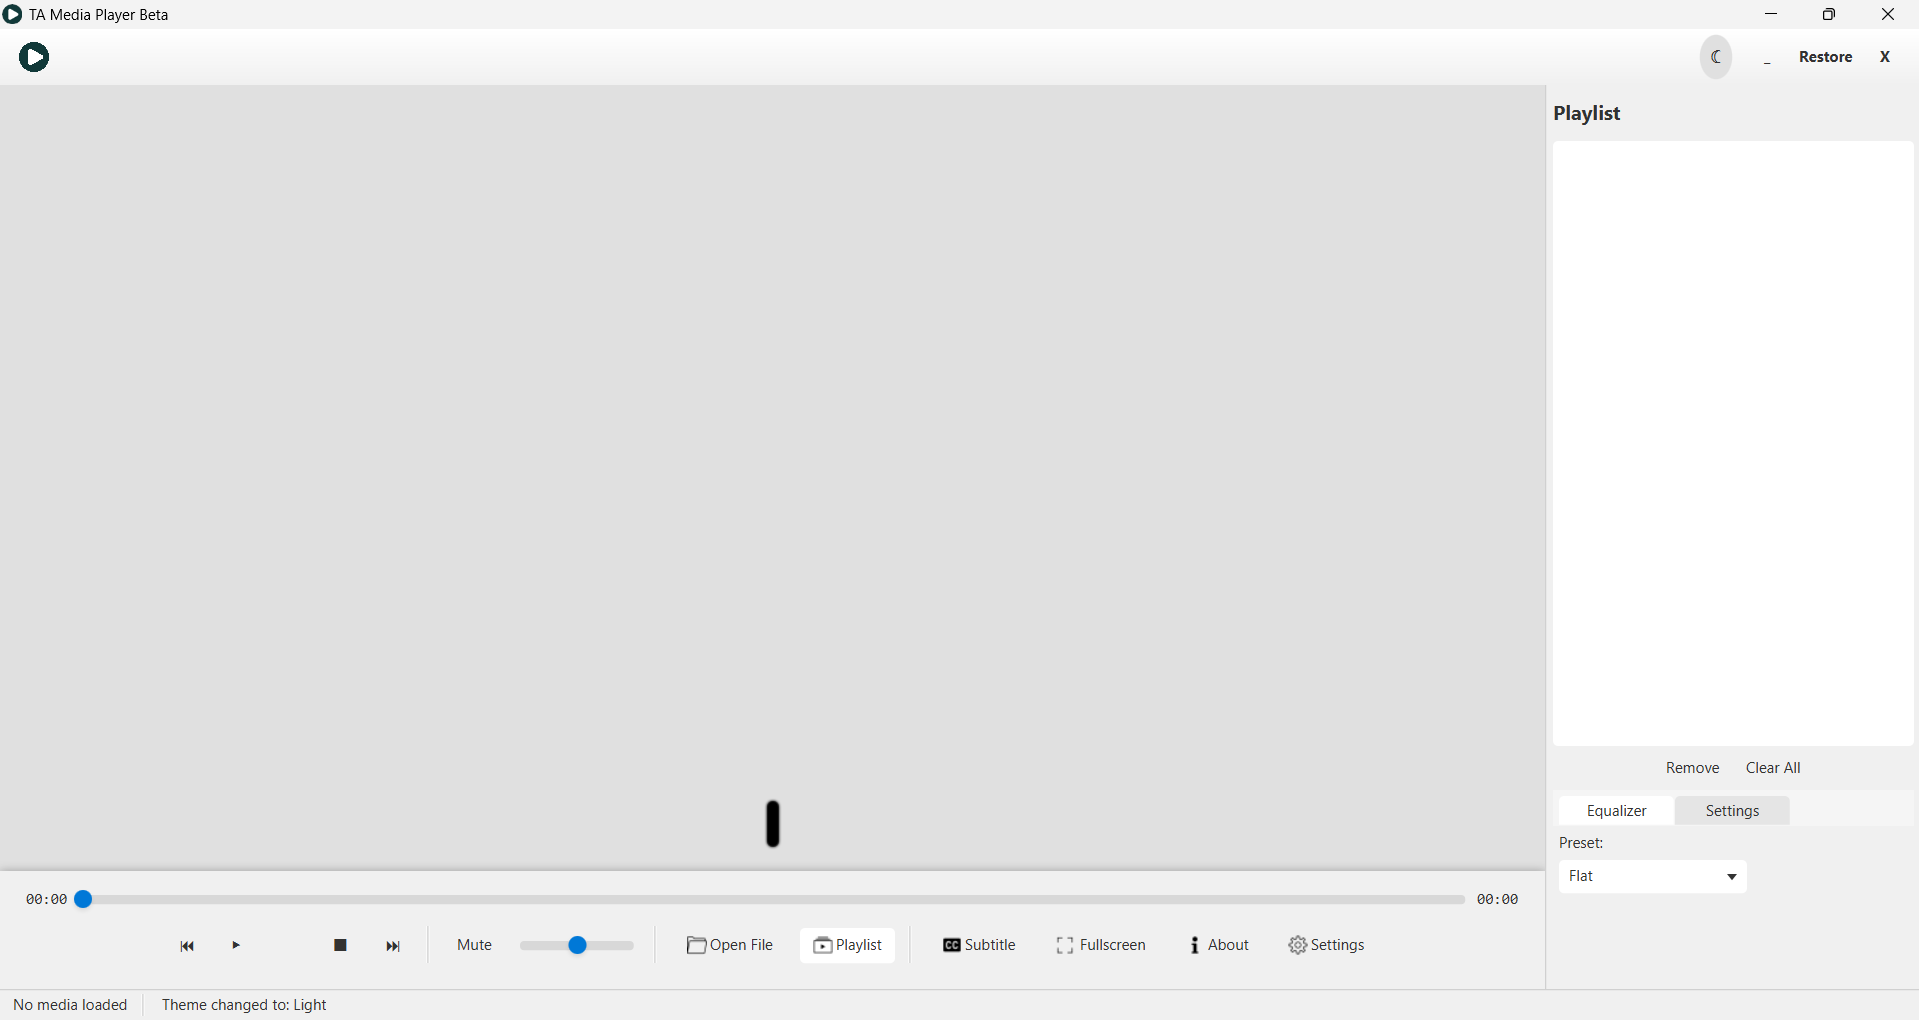 TA Media Player Beta
_ Restore X
Playlist
Remove Clear All
Equalizer Settings
Preset:
Flat
00:00 00:00
Mute Open File Playlist CC Subtitle Fullscreen About Settings
No media loaded Theme changed to: Light